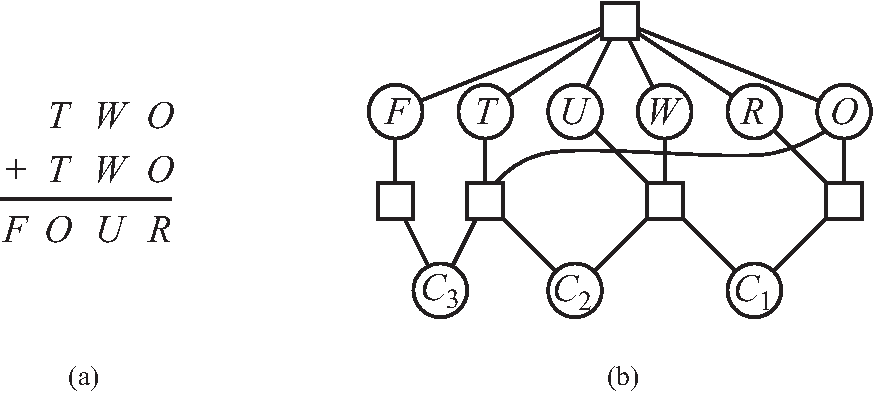 T W O
+ T W O
F O U R
(a)
F T U W R O
C3 C2 C1
(b)